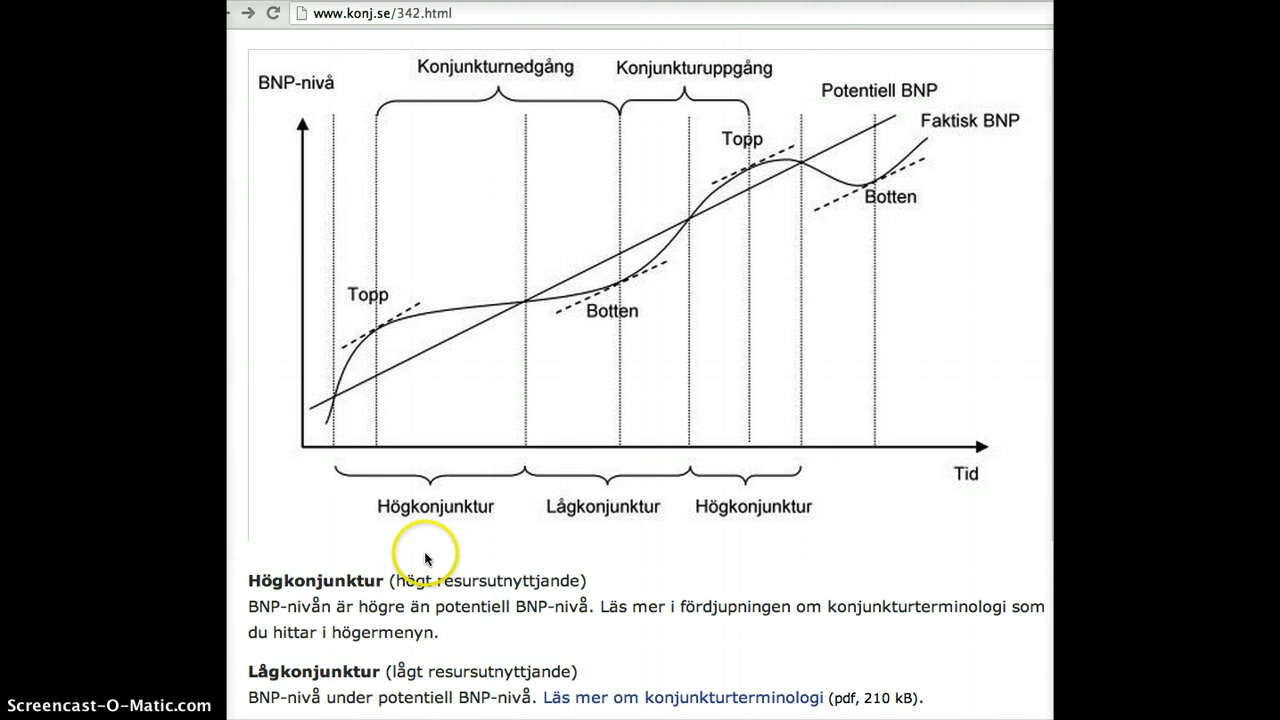 www.konj.se/342.html
Konjunkturnedgång
Konjunkturuppgång
BNP-nivå
Potentiell BNP
Faktisk BNP
Topp
Botten
Topp
Botten
Tid
Högkonjunktur
Lågkonjunktur
Högkonjunktur
Högkonjunktur (högt resursutnyttjande)
BNP-nivån är högre än potentiell BNP-nivå. Läs mer i fördjupningen om konjunkturterminologi som
du hittar i högermenyn.
Lågkonjunktur (lågt resursutnyttjande)
BNP-nivå under potentiell BNP-nivå. Läs mer om konjunkturterminologi (pdf, 210 kB).
Screencast-O-Matic.com